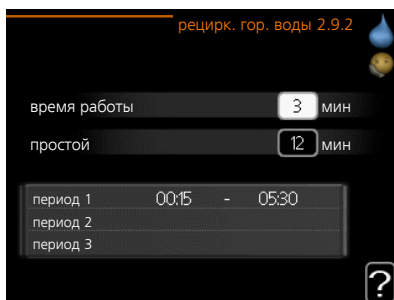 рецирк. гор. воды 2.9.2
время работы 3 мин
простой 12 мин
период 1 00:15 - 05:30
период 2
период 3
?